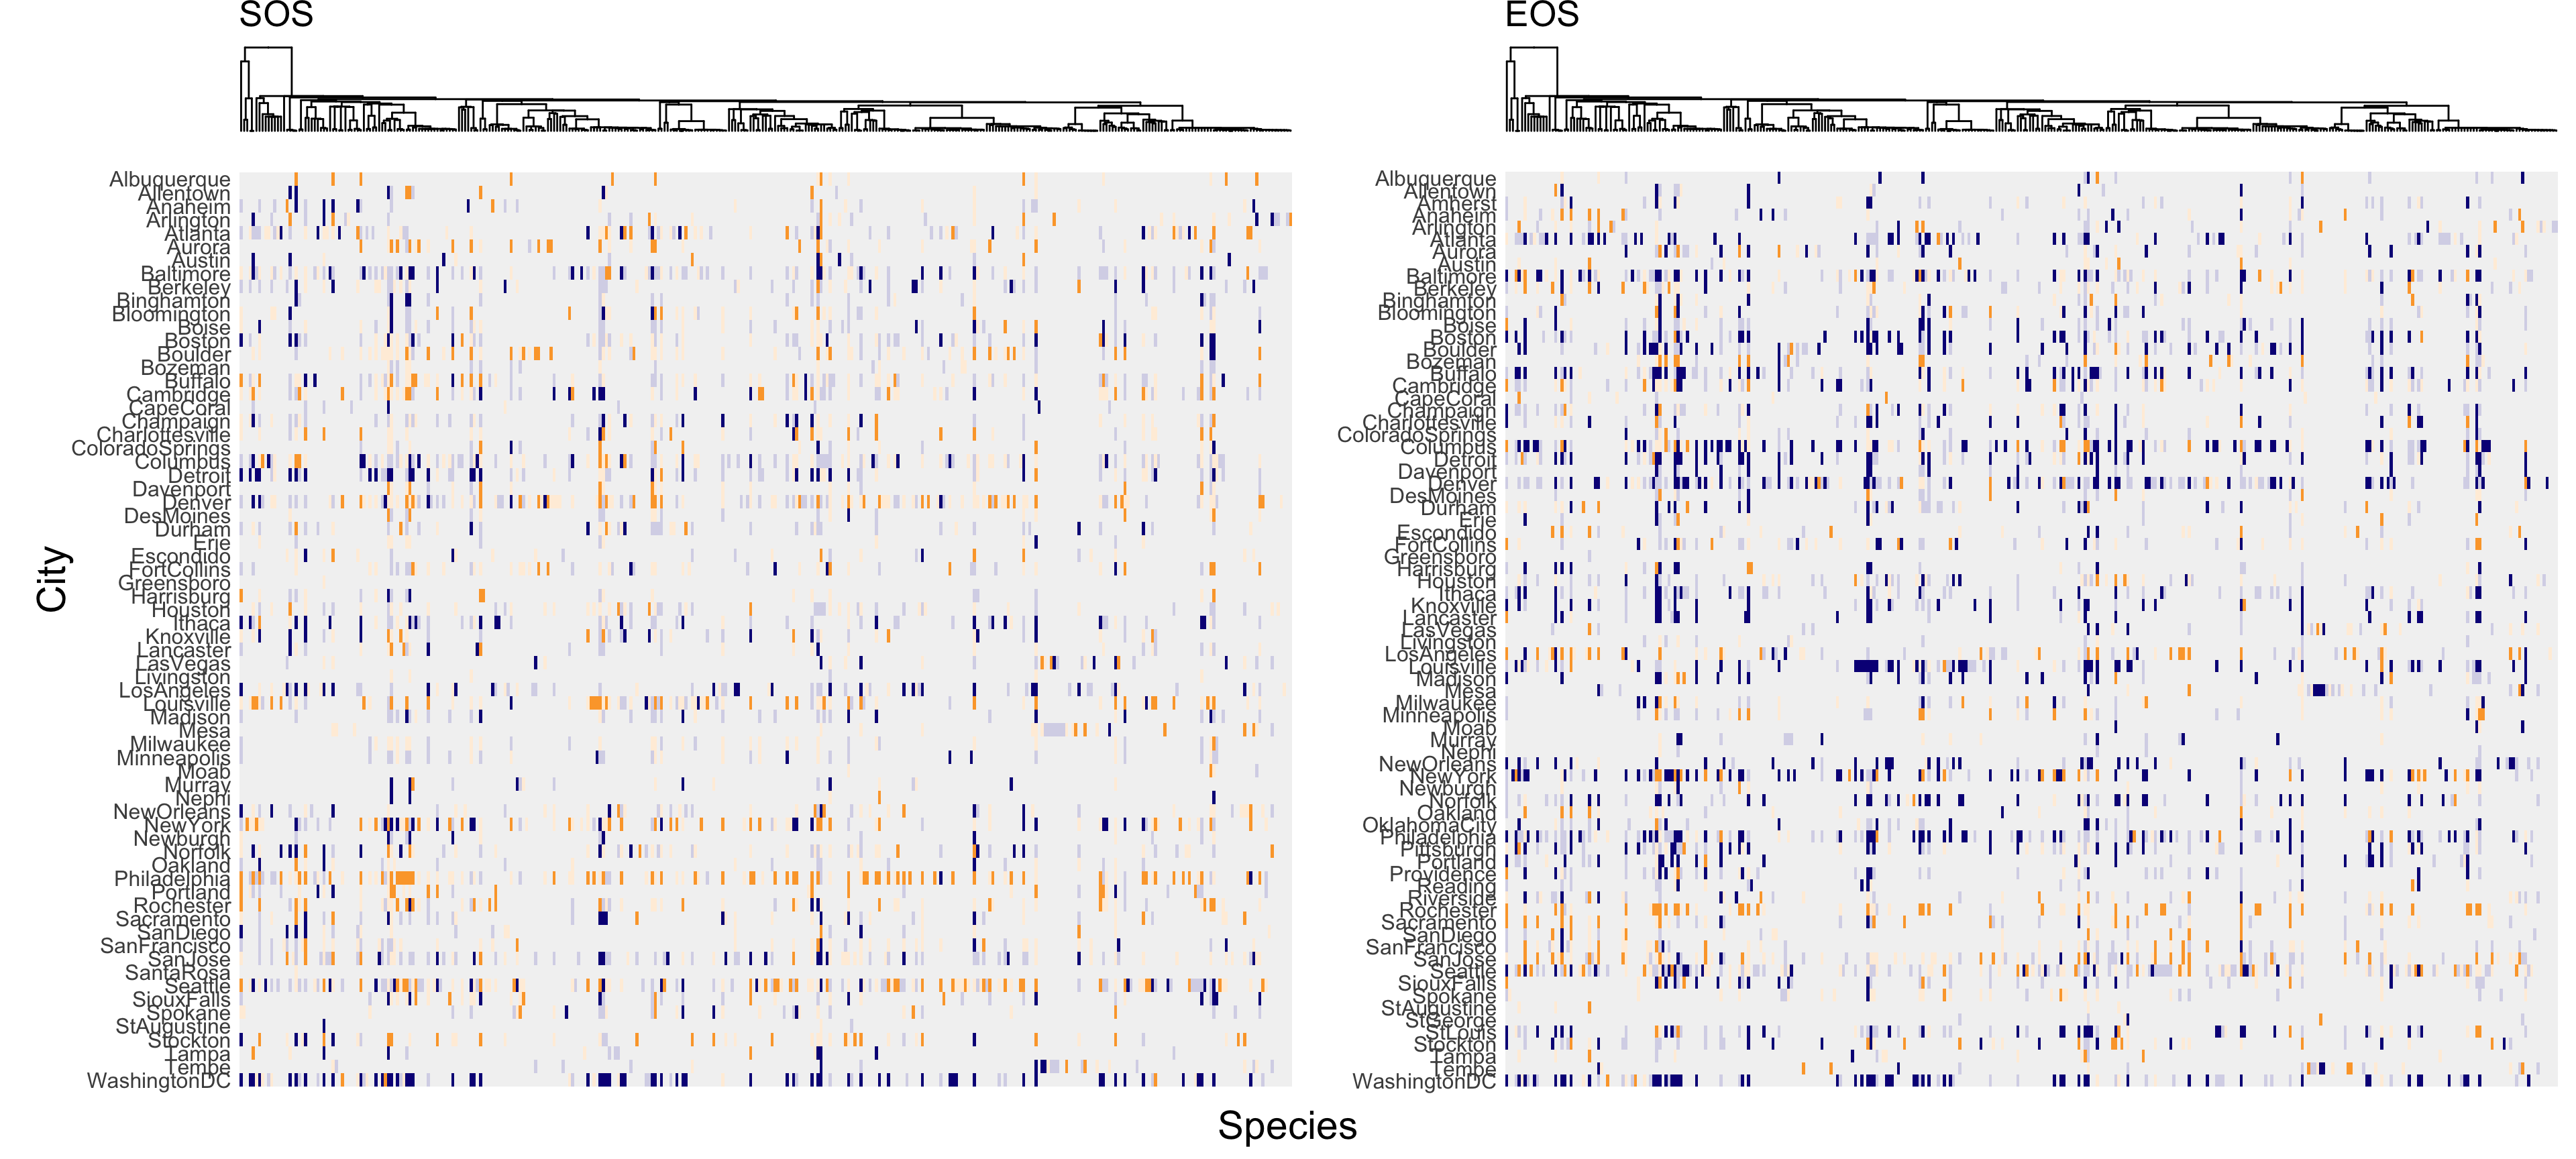 SOS
EOS
City
Albuquerque
Allentown
Anaheim
Arlington
Atlanta
Aurora
Austin
Baltimore
Berkeley
Binghamton
Bloomington
Boise
Boston
Boulder
Bozeman
Buffalo
Cambridge
CapeCoral
Champaign
Charlottesville
ColoradoSprings
Columbus
Detroit
Davenport
Denver
DesMoines
Durham
Erie
Escondido
FortCollins
Greensboro
Harrisburg
Houston
Ithaca
Knoxville
Lancaster
LasVegas
Livingston
LosAngeles
Louisville
Madison
Mesa
Milwaukee
Minneapolis
Moab
Murray
Nephi
NewOrleans
NewYork
Newburgh
Norfolk
Oakland
Philadelphia
Portland
Rochester
Sacramento
SanDiego
SanFrancisco
SanJose
SantaRosa
Seattle
SiouxFalls
Spokane
StAugustine
Stockton
Tampa
Tempe
WashingtonDC
Albuquerque
Allentown
Amherst
Anaheim
Arlington
Atlanta
Aurora
Austin
Baltimore
Berkeley
Binghamton
Bloomington
Boise
Boston
Boulder
Bozeman
Buffalo
Cambridge
CapeCoral
Champaign
Charlottesville
ColoradoSprings
Columbus
Detroit
Davenport
Denver
DesMoines
Durham
Erie
Escondido
FortCollins
Greensboro
Harrisburg
Houston
Ithaca
Knoxville
Lancaster
LasVegas
Livingston
LosAngeles
Louisville
Madison
Mesa
Milwaukee
Minneapolis
Moab
Murray
Nephi
NewOrleans
NewYork
Newburgh
Norfolk
Oakland
OklahomaCity
Philadelphia
Pittsburgh
Portland
Providence
Reading
Riverside
Rochester
Sacramento
SanDiego
SanFrancisco
SanJose
Seattle
SiouxFalls
Spokane
StAugustine
StGeorge
StLouis
Stockton
Tampa
Tempe
WashingtonDC
Species